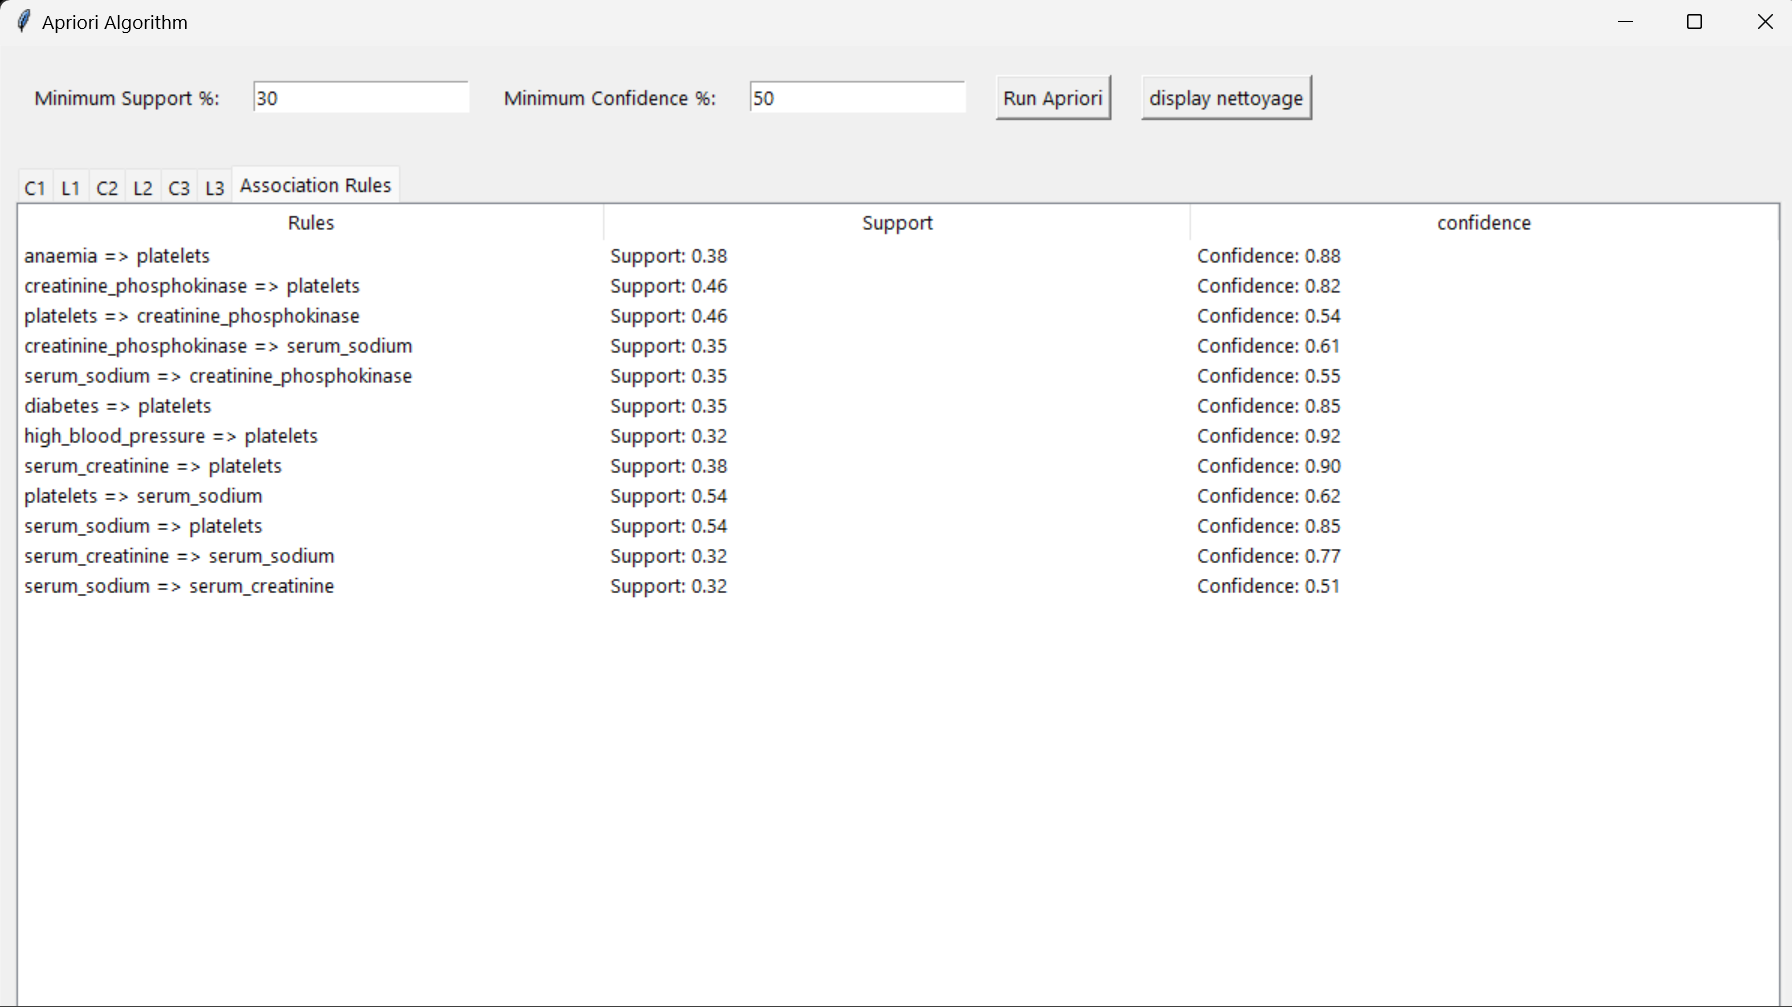 Apriori Algorithm
Minimum Support %: 30 Minimum Confidence %: 50 Run Apriori display nettoyage
C1 L1 C2 L2 C3 L3 Association Rules
Rules Support confidence
anaemia => platelets Support: 0.38 Confidence: 0.88
creatinine_phosphokinase => platelets Support: 0.46 Confidence: 0.82
platelets => creatinine_phosphokinase Support: 0.46 Confidence: 0.54
creatinine_phosphokinase => serum_sodium Support: 0.35 Confidence: 0.61
serum_sodium => creatinine_phosphokinase Support: 0.35 Confidence: 0.55
diabetes => platelets Support: 0.35 Confidence: 0.85
high_blood_pressure => platelets Support: 0.32 Confidence: 0.92
serum_creatinine => platelets Support: 0.38 Confidence: 0.90
platelets => serum_sodium Support: 0.54 Confidence: 0.62
serum_sodium => platelets Support: 0.54 Confidence: 0.85
serum_creatinine => serum_sodium Support: 0.32 Confidence: 0.77
serum_sodium => serum_creatinine Support: 0.32 Confidence: 0.51